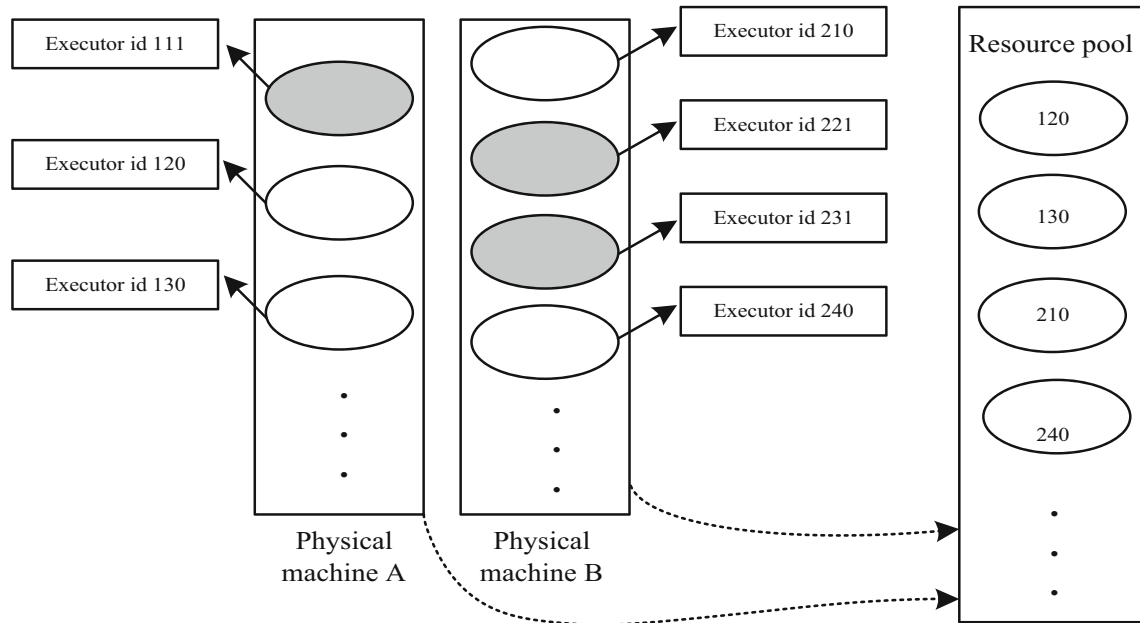 Executor id 111
Executor id 120
Executor id 130
Physical
machine A
Physical
machine B
Executor id 210
Executor id 221
Executor id 231
Executor id 240
Resource pool
120
130
210
240